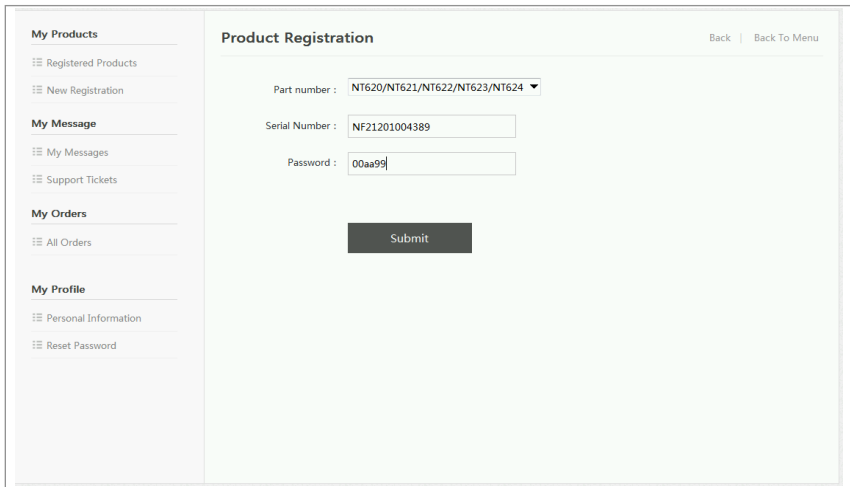 My Products
Registered Products
New Registration
My Message
My Messages
Support Tickets
My Orders
All Orders
My Profile
Personal Information
Reset Password
Product Registration
Back | Back To Menu
Part number : NT620/NT621/NT622/NT623/NT624
Serial Number : NF21201004389
Password : 00aa99
Submit